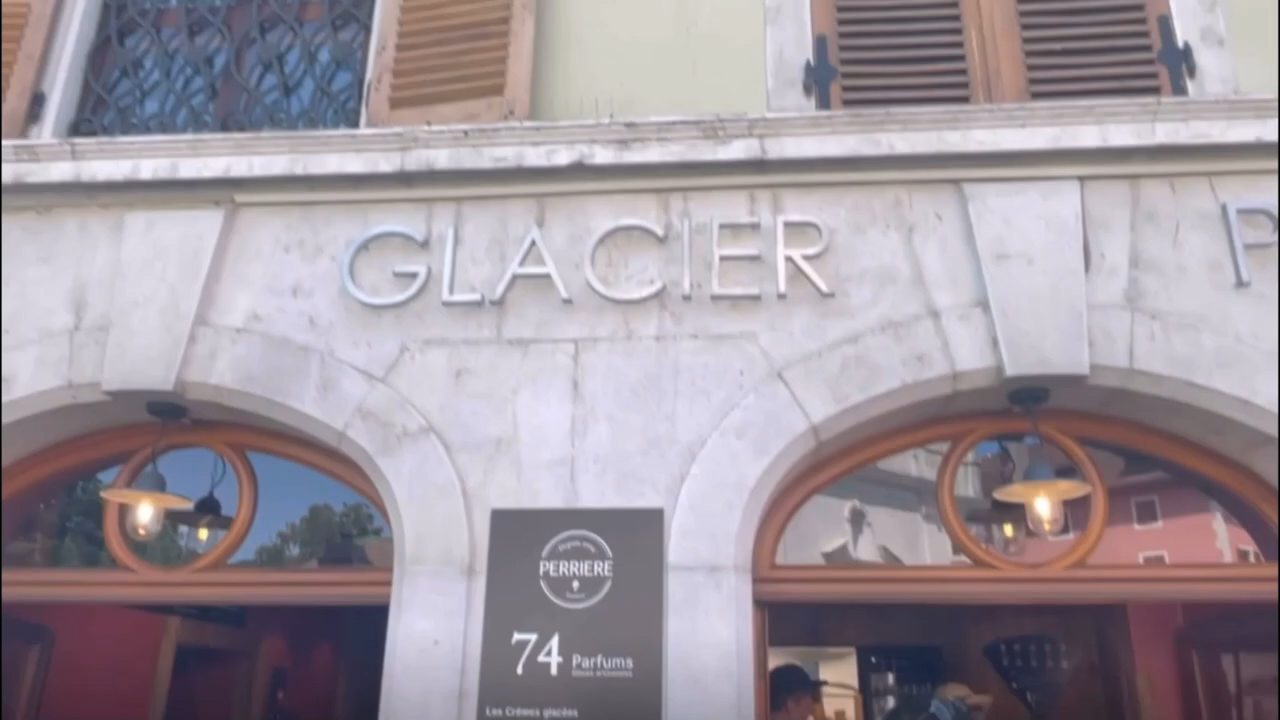 GLACIER
P
PERRIERE
74 Parfums
Les Crèmes glacées